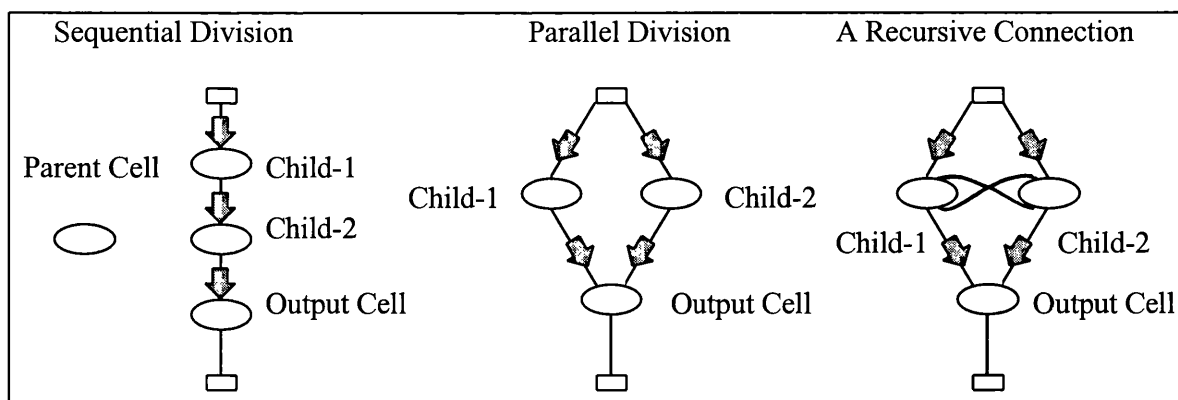 Sequential Division
Parallel Division
A Recursive Connection
Parent Cell
Child-1
Child-2
Output Cell
Child-1
Child-2
Output Cell
Child-1
Child-2
Output Cell